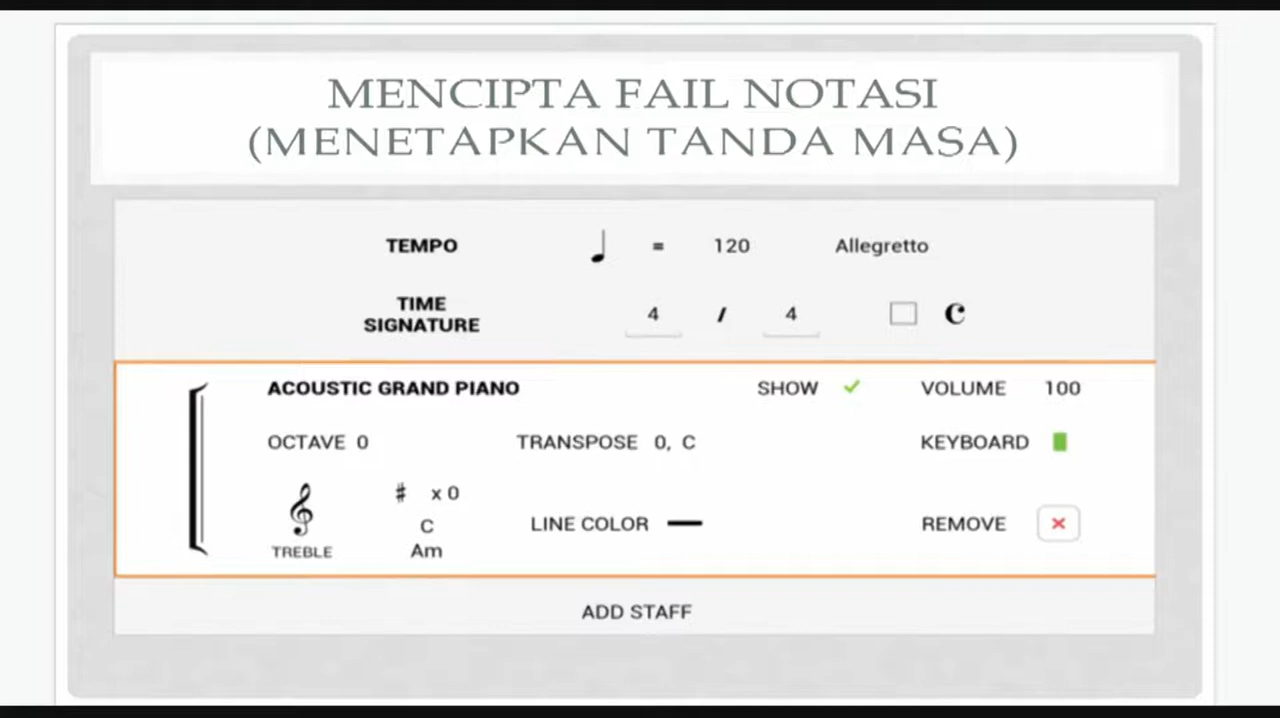 MENCIPTA FAIL NOTASI
(MENETAPKAN TANDA MASA)
TEMPO = 120 Allegretto
TIME
SIGNATURE 4 / 4
ACOUSTIC GRAND PIANO SHOW VOLUME 100
OCTAVE 0 TRANSPOSE 0, C KEYBOARD
♯ x 0
C
LINE COLOR REMOVE
TREBLE Am
ADD STAFF